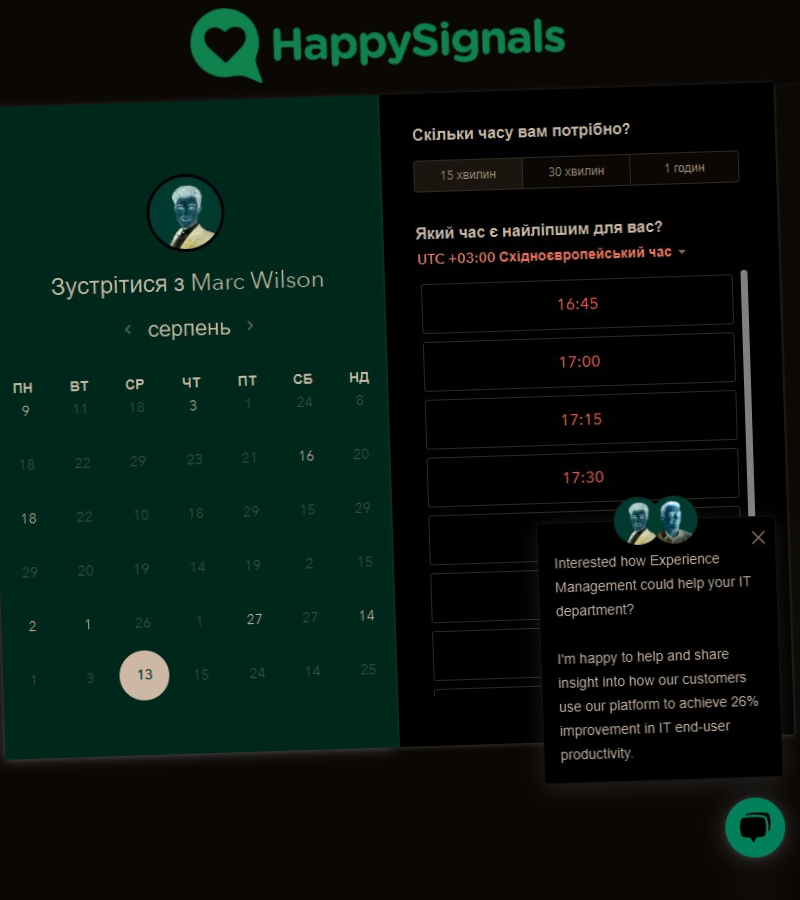 HappySignals
Зустрітися з Marc Wilson
серпень
ПН ВТ СР ЧТ ПТ СБ НД
9 11 18 3 1 24 8
18 22 29 23 21 16 20
18 22 10 18 29 15 29
29 20 19 14 19 2 15
2 1 26 1 27 27 14
1 3 13 15 24 14 25
Скільки часу вам потрібно?
15 хвилин 30 хвилин 1 годин
Який час є найліпшим для вас?
UTC +03:00 Східноєвропейський час
16:45
17:00
17:15
17:30
Interested how Experience
Management could help your IT
department?
I'm happy to help and share
insight into how our customers
use our platform to achieve 26%
improvement in IT end-user
productivity.